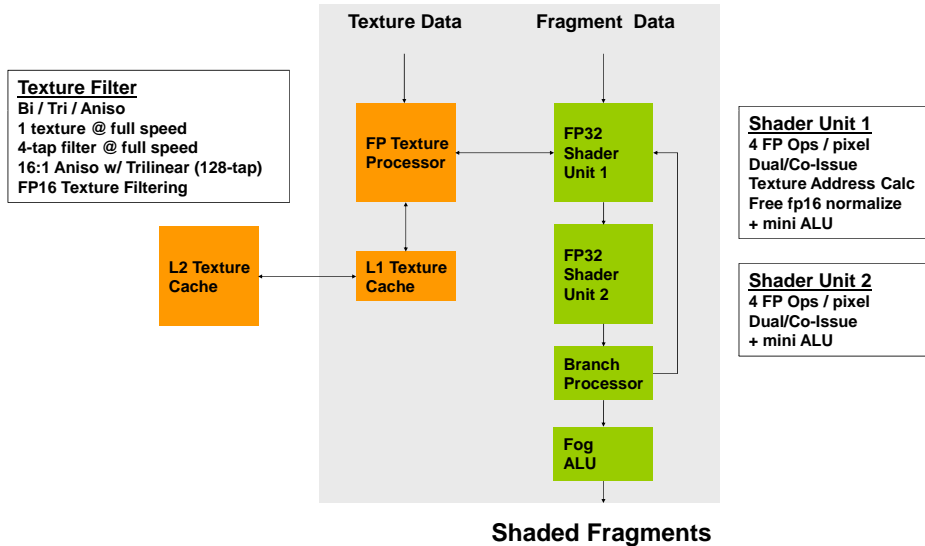 Texture Data
Fragment Data
Texture Filter
Bi / Tri / Aniso
1 texture @ full speed
4-tap filter @ full speed
16:1 Aniso w/ Trilinear (128-tap)
FP16 Texture Filtering
FP Texture
Processor
FP32
Shader
Unit 1
Shader Unit 1
4 FP Ops / pixel
Dual/Co-Issue
Texture Address Calc
Free fp16 normalize
+ mini ALU
L2 Texture
Cache
L1 Texture
Cache
FP32
Shader
Unit 2
Shader Unit 2
4 FP Ops / pixel
Dual/Co-Issue
+ mini ALU
Branch
Processor
Fog
ALU
Shaded Fragments